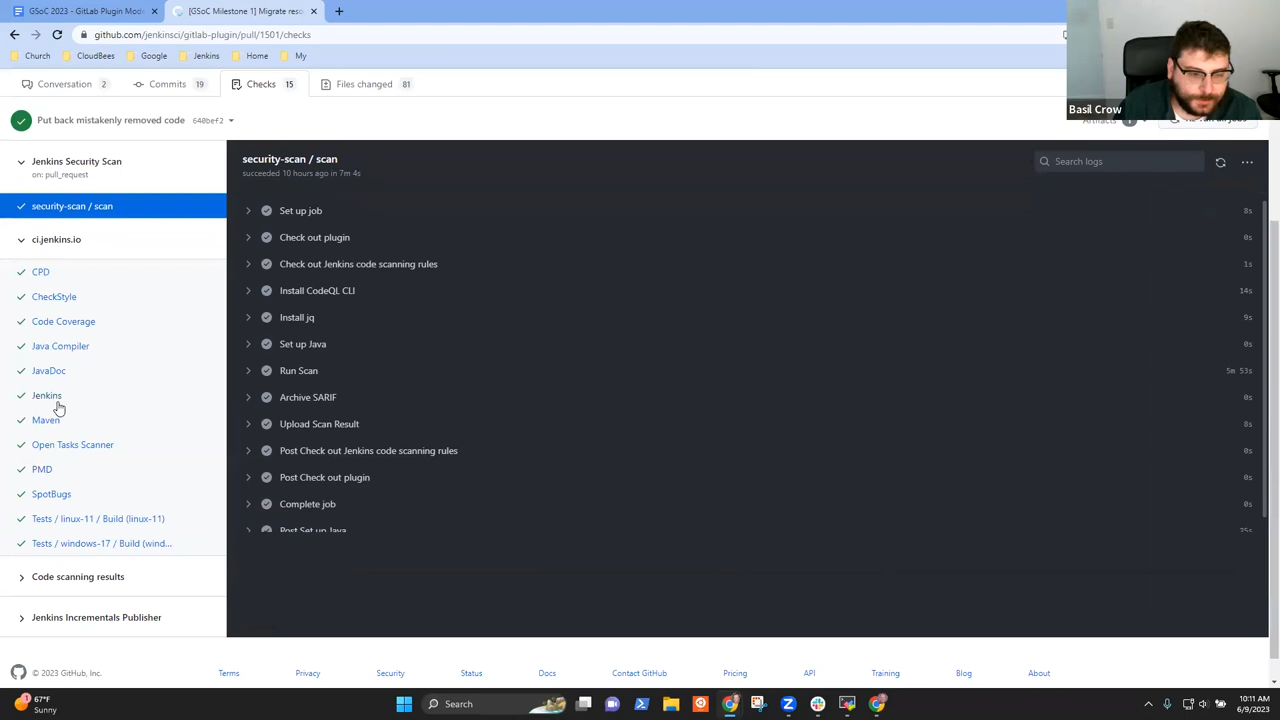 GSoC 2023 - GitLab Plugin Mod
[GSoC Milestone 1] Migrate res
github.com/jenkinsci/gitlab-plugin/pull/1501/checks
Church
CloudBees
Google
Jenkins
Home
My
Conversation 2
Commits 19
Checks 15
Files changed 81
Basil Crow
Put back mistakenly removed code 640bef2
Artifacts
Jenkins Security Scan
on: pull_request
security-scan / scan
ci.jenkins.io
CPD
CheckStyle
Code Coverage
Java Compiler
JavaDoc
Jenkins
Maven
Open Tasks Scanner
PMD
SpotBugs
Tests / linux-11 / Build (linux-11)
Tests / windows-17 / Build (wind...
Code scanning results
Jenkins Incrementals Publisher
security-scan / scan
succeeded 10 hours ago in 7m 4s
Search logs
Set up job 8s
Check out plugin 0s
Check out Jenkins code scanning rules 1s
Install CodeQL CLI 14s
Install jq 9s
Set up Java 0s
Run Scan 5m 53s
Archive SARIF 0s
Upload Scan Result 8s
Post Check out Jenkins code scanning rules 0s
Post Check out plugin 0s
Complete job 0s
Post Set up Java
© 2023 GitHub, Inc.
Terms
Privacy
Security
Status
Docs
Contact GitHub
Pricing
API
Training
Blog
About
67°F
Sunny
Search
10:11 AM
6/9/2023